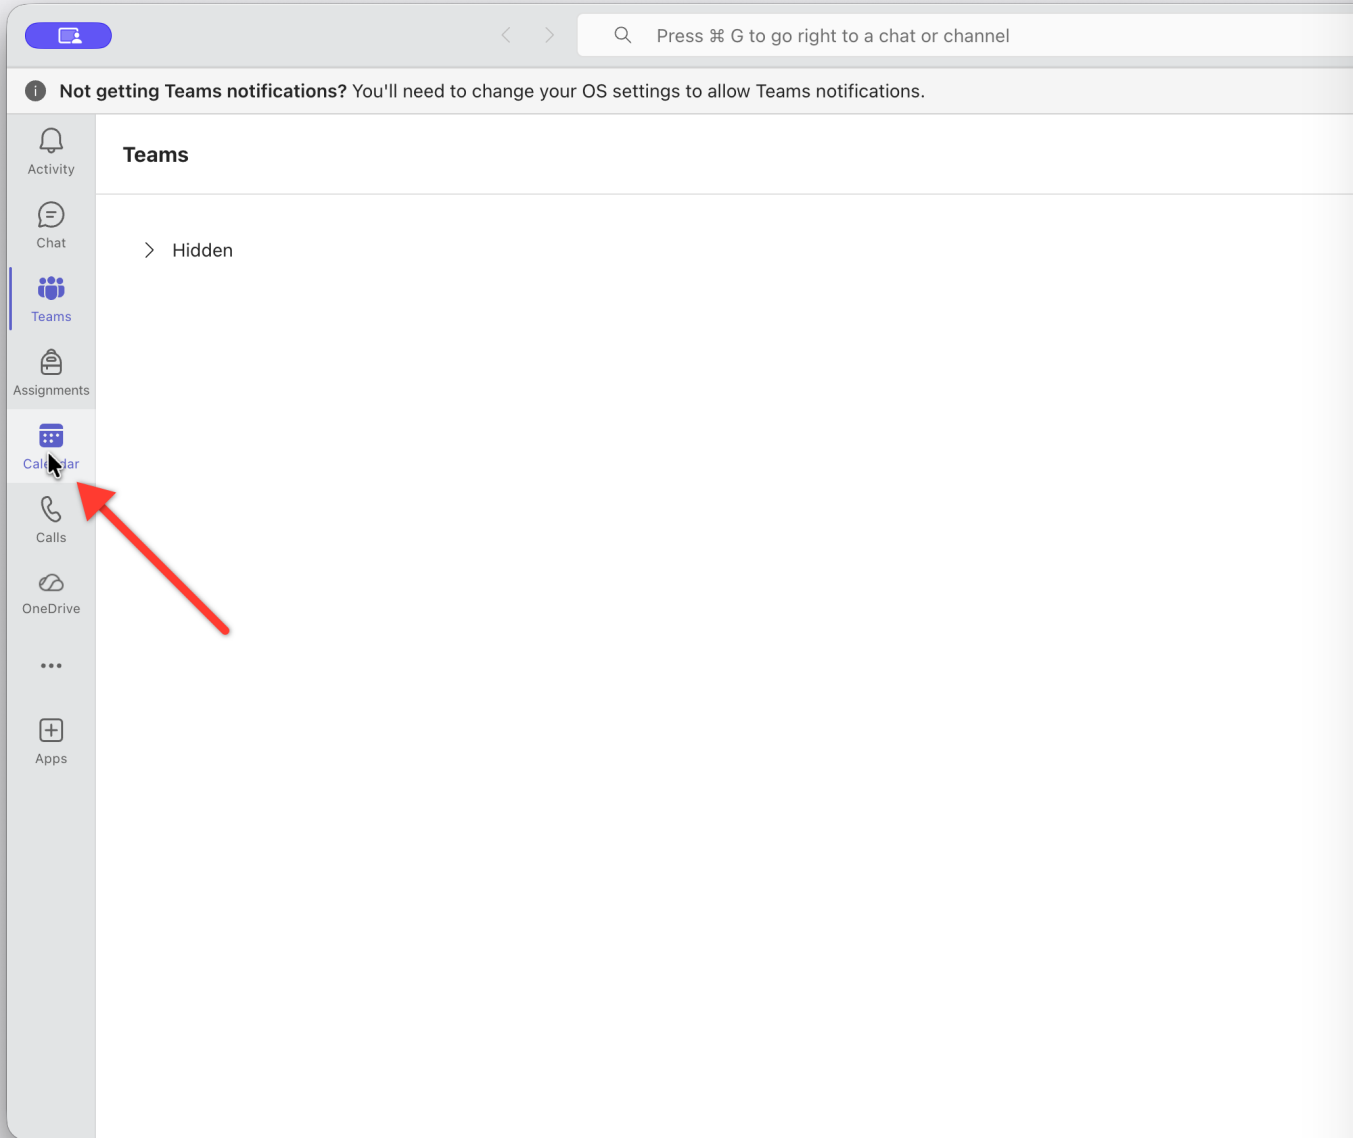 Press ⌘ G to go right to a chat or channel
Not getting Teams notifications? You'll need to change your OS settings to allow Teams notifications.
Activity
Chat
Teams
Assignments
Calendar
Calls
OneDrive
Apps
Teams
Hidden